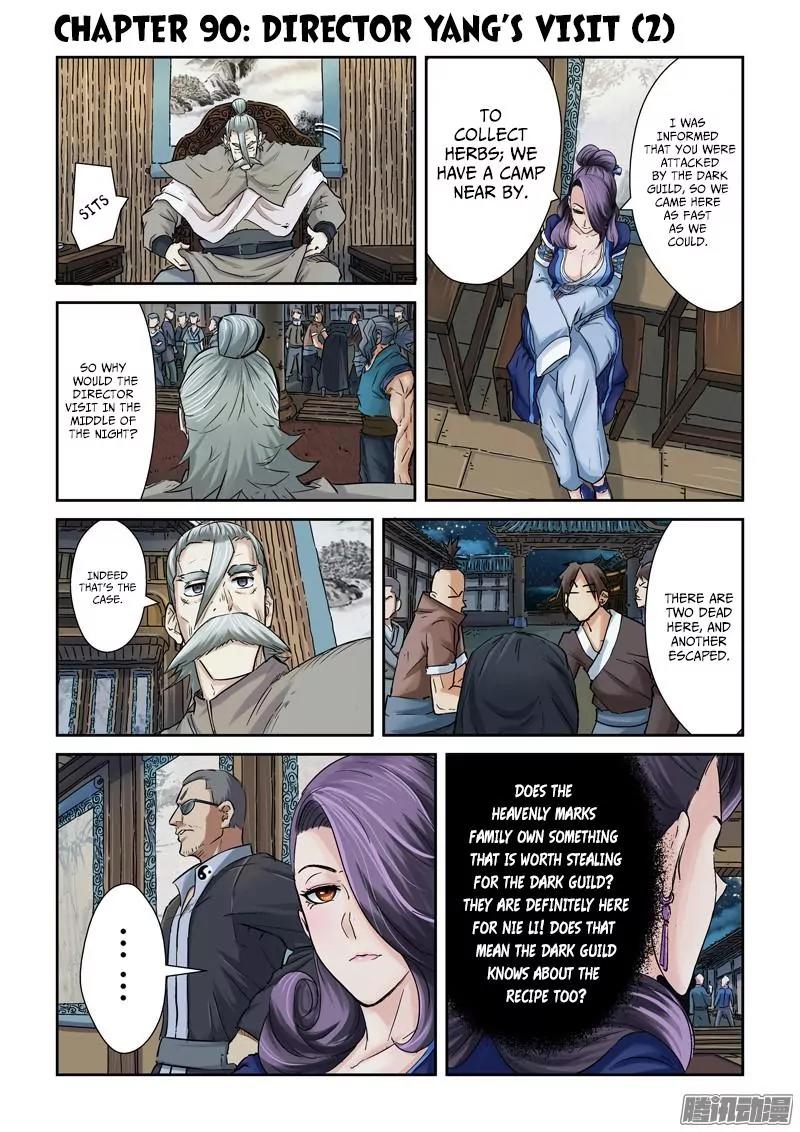 CHAPTER 90: DIRECTOR YANG'S VISIT (2)
SITS
I WAS
INFORMED
THAT YOU WERE
ATTACKED
BY THE DARK
GUILD, SO WE
CAME HERE
AS FAST
AS WE
COULD.
TO
COLLECT
HERBS; WE
HAVE A CAMP
NEAR BY.
SO WHY
WOULD THE
DIRECTOR
VISIT IN THE
MIDDLE OF
THE NIGHT?
INDEED
THAT'S THE
CASE.
THERE ARE
TWO DEAD
HERE, AND
ANOTHER
ESCAPED.
......
DOES THE
HEAVENLY MARKS
FAMILY OWN SOMETHING
THAT IS WORTH STEALING
FOR THE DARK GUILD?
THEY ARE DEFINITELY HERE
FOR NIE LI! DOES THAT
MEAN THE DARK GUILD
KNOWS ABOUT THE
RECIPE TOO?
腾讯动漫